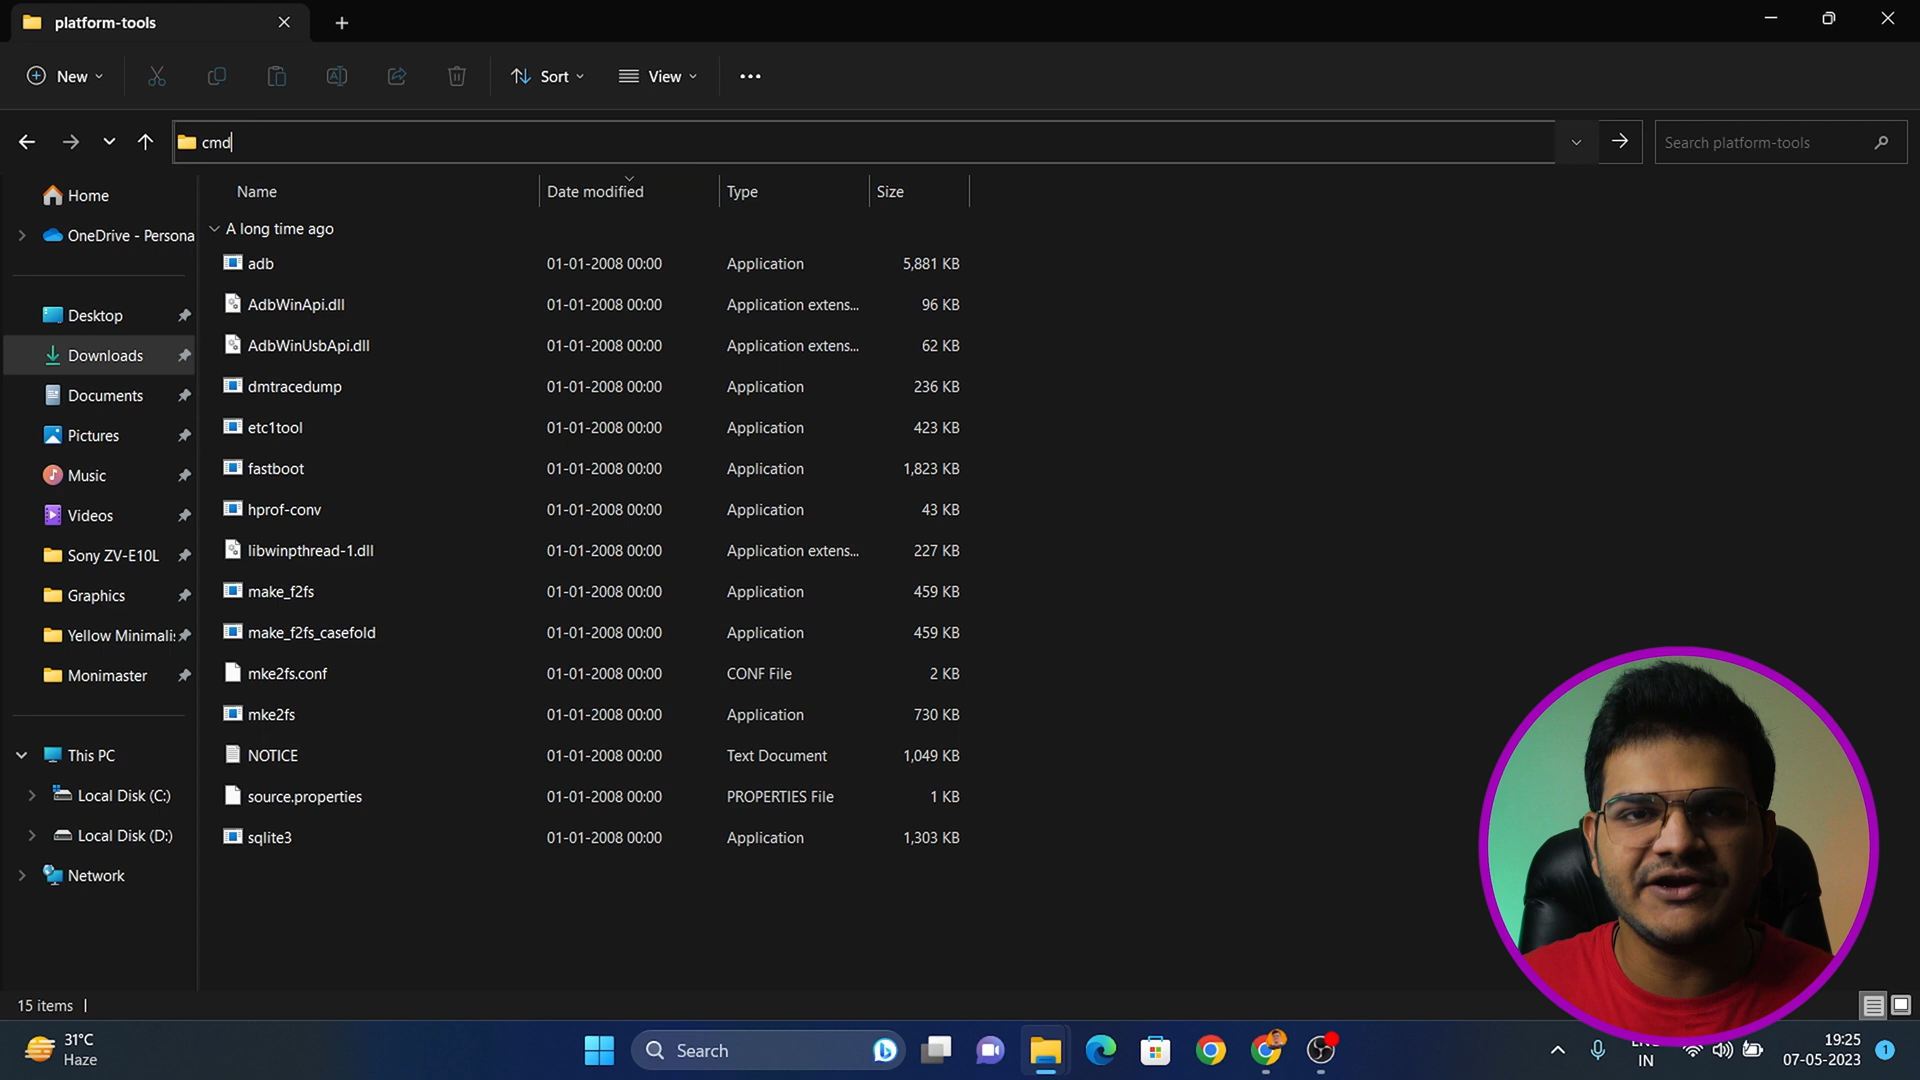 platform-tools
New
Sort
View
cmd
Search platform-tools
Name Date modified Type Size
A long time ago
adb 01-01-2008 00:00 Application 5,881 KB
AdbWinApi.dll 01-01-2008 00:00 Application extens... 96 KB
AdbWinUsbApi.dll 01-01-2008 00:00 Application extens... 62 KB
dmtracedump 01-01-2008 00:00 Application 236 KB
etc1tool 01-01-2008 00:00 Application 423 KB
fastboot 01-01-2008 00:00 Application 1,823 KB
hprof-conv 01-01-2008 00:00 Application 43 KB
libwinpthread-1.dll 01-01-2008 00:00 Application extens... 227 KB
make_f2fs 01-01-2008 00:00 Application 459 KB
make_f2fs_casefold 01-01-2008 00:00 Application 459 KB
mke2fs.conf 01-01-2008 00:00 CONF File 2 KB
mke2fs 01-01-2008 00:00 Application 730 KB
NOTICE 01-01-2008 00:00 Text Document 1,049 KB
source.properties 01-01-2008 00:00 PROPERTIES File 1 KB
sqlite3 01-01-2008 00:00 Application 1,303 KB
Home
OneDrive - Persona
Desktop
Downloads
Documents
Pictures
Music
Videos
Sony ZV-E10L
Graphics
Yellow Minimalis
Monimaster
This PC
Local Disk (C:)
Local Disk (D:)
Network
15 items
31°C
Haze
Search
IN
19:25
07-05-2023
1